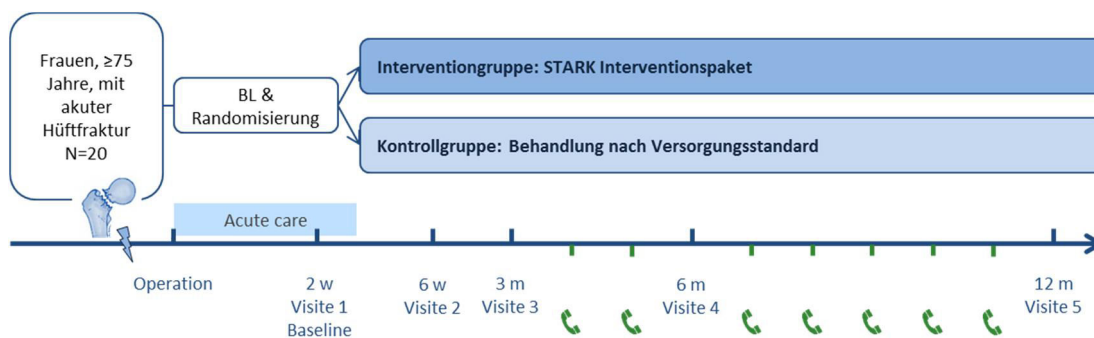 Frauen, ≥75
Jahre, mit
akuter
Hüftfraktur
N=20
BL &
Randomisierung
Interventiongruppe: STARK Interventionspaket
Kontrollgruppe: Behandlung nach Versorgungsstandard
Acute care
Operation
2 w
Visite 1
Baseline
6 w
Visite 2
3 m
Visite 3
6 m
Visite 4
12 m
Visite 5